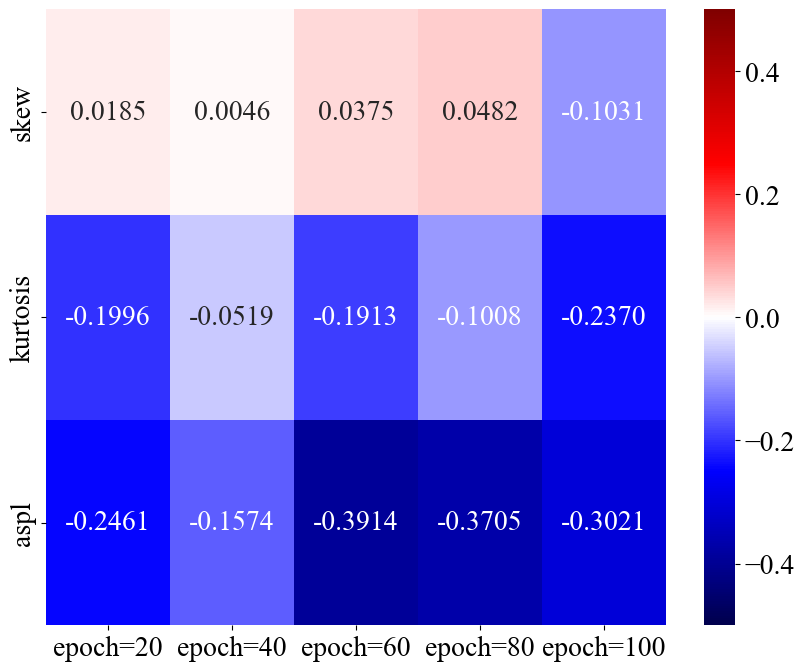 skew 0.0185 0.0046 0.0375 0.0482 -0.1031
kurtosis -0.1996 -0.0519 -0.1913 -0.1008 -0.2370
aspl -0.2461 -0.1574 -0.3914 -0.3705 -0.3021
epoch=20 epoch=40 epoch=60 epoch=80 epoch=100
0.4
0.2
0.0
−0.2
−0.4